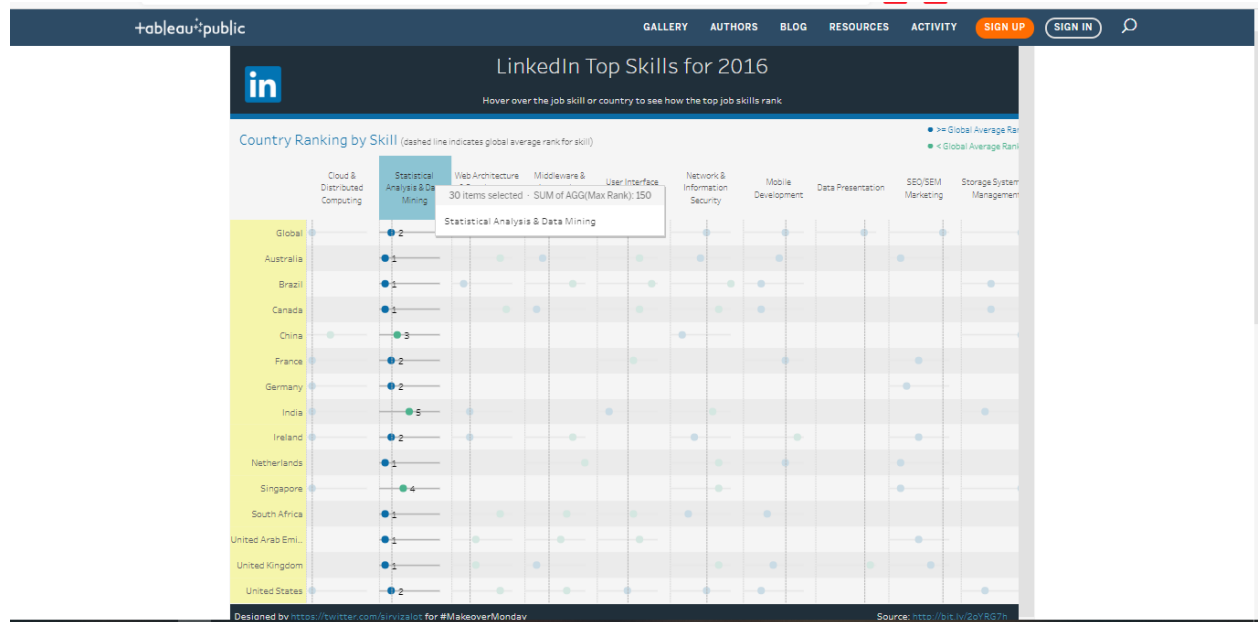 +ab|eau public
GALLERY AUTHORS BLOG RESOURCES ACTIVITY SIGN UP SIGN IN
in
LinkedIn Top Skills for 2016
Hover over the job skill or country to see how the top job skills rank
Country Ranking by Skill (dashed line indicates global average rank for skill)
>= Global Average Ran
< Global Average Rank
Cloud &
Distributed
Computing
Statistical
Analysis & Da
Mining
Web Architecture
Middleware &
User Interface
Network &
Information
Security
Mobile
Development
Data Presentation
SEO/SEM
Marketing
Storage System
Management
30 items selected · SUM of AGG(Max Rank): 150
Statistical Analysis & Data Mining
Global 2
Australia 1
Brazil 1
Canada 1
China 3
France 2
Germany 2
India 5
Ireland 2
Netherlands 1
Singapore 4
South Africa 1
United Arab Emi... 1
United Kingdom 1
United States 2
Designed by https://twitter.com/sirvizalot for #MakeoverMonday
Source: http://bit.ly/2oYRG7h